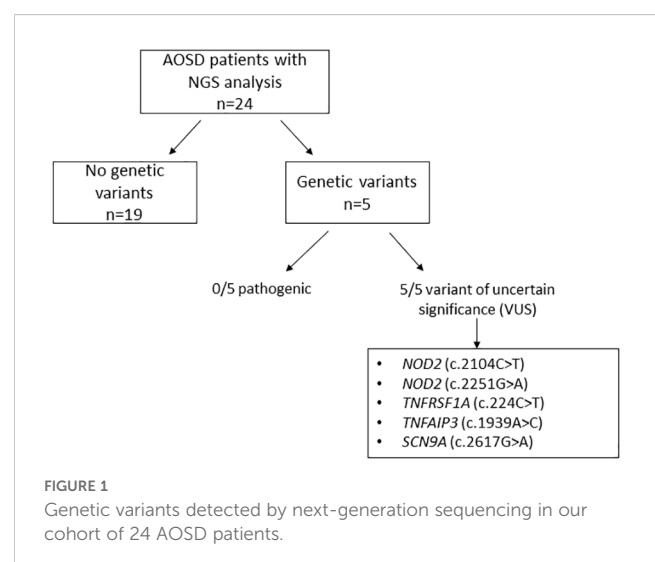 AOSD patients with
NGS analysis
n=24
No genetic
variants
n=19
Genetic variants
n=5
0/5 pathogenic
5/5 variant of uncertain
significance (VUS)
• NOD2 (c.2104C>T)
• NOD2 (c.2251G>A)
• TNFRSF1A (c.224C>T)
• TNFAIP3 (c.1939A>C)
• SCN9A (c.2617G>A)
FIGURE 1
Genetic variants detected by next-generation sequencing in our
cohort of 24 AOSD patients.